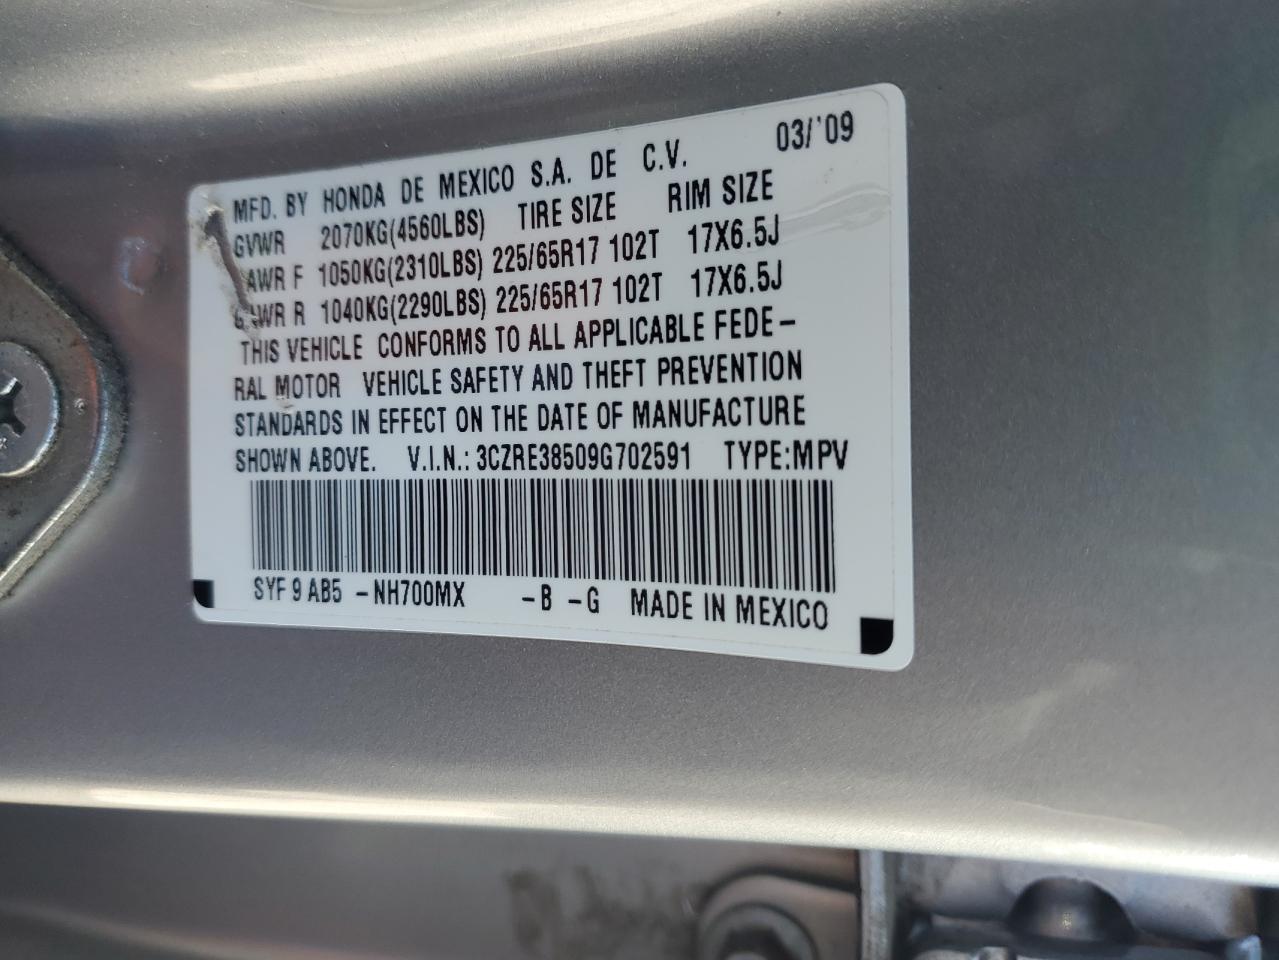 MFD. BY HONDA DE MEXICO S.A. DE C.V. 03/'09
GVWR 2070KG(4560LBS) TIRE SIZE RIM SIZE
AWR F 1050KG(2310LBS) 225/65R17 102T 17X6.5J
GAWR R 1040KG(2290LBS) 225/65R17 102T 17X6.5J
THIS VEHICLE CONFORMS TO ALL APPLICABLE FEDE-
RAL MOTOR VEHICLE SAFETY AND THEFT PREVENTION
STANDARDS IN EFFECT ON THE DATE OF MANUFACTURE
SHOWN ABOVE. V.I.N.: 3CZRE38509G702591 TYPE:MPV
SYF 9 AB5 -NH700MX -B -G MADE IN MEXICO